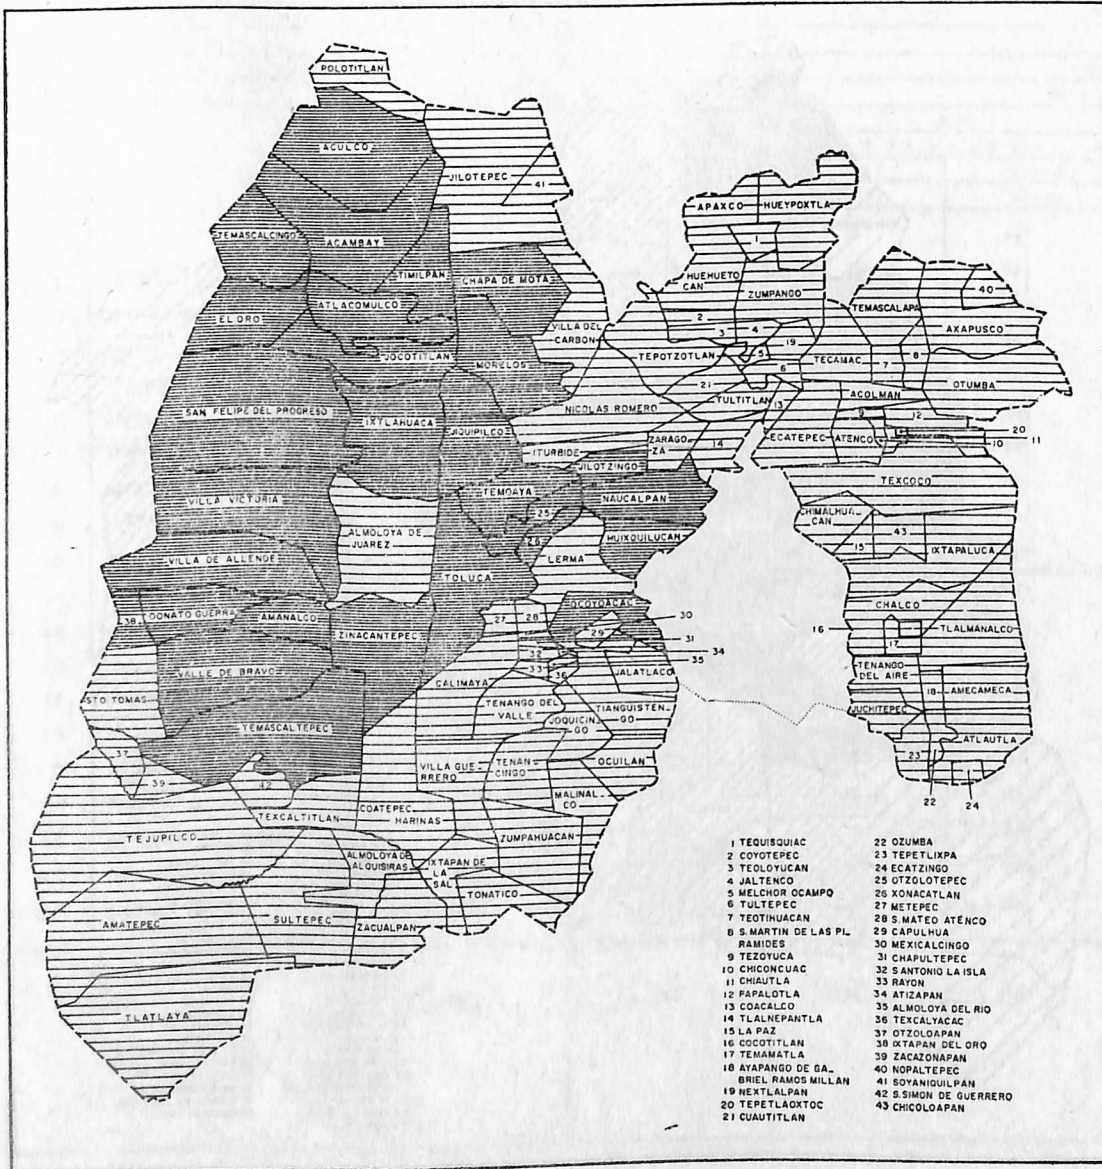 POLOTITLAN
ACULCO
JILOTEPEC
41
APAXCO
HUEYPOXTLA
TEMASCALCINGO
ACAMBAY
TIMILPAN
CHAPA DE MOTA
1
HUEHUETO
CAN
ZUMPANGO
40
ATLACOMULCO
EL ORO
VILLA DEL
CARBON
2
3
4
5
19
6
TEMASCALAPA
AXAPUSCO
JOCOTITLAN
MORELOS
TEPOTZOTLAN
TECAMAC
7
8
OTUMBA
21
TULTITLAN
13
ACOLMAN
SAN FELIPE DEL PROGRESO
IXTLAHUACA
JIQUIPILCO
NICOLAS ROMERO
9
12
20
ITURBIDE
ZARAGO-
ZA
14
ECATEPEC
ATENCO
10
11
JILOTZINGO
TEXCOCO
VILLA VICTORIA
TEMOAYA
NAUCALPAN
25
CHIMALHUA-
CAN
43
ALMOLOYA DE
JUAREZ
26
HUIXQUILUCAN
15
IXTAPALUCA
VILLA DE ALLENDE
LERMA
TOLUCA
DONATO GUERRA
AMANALCO
OCOYOACAC
CHALCO
38
ZINACANTEPEC
27
28
29
30
16
17
TLALMANALCO
31
32
34
33
36
35
VALLE DE BRAVO
CALIMAYA
JALATLACO
TENANGO
DEL AIRE
STO TOMAS
TENANGO DEL
VALLE
TIANGUISTEN-
GO
18
AMECAMECA
JOQUICIN-
GO
JUCHITEPEC
TEMASCALTEPEC
ATLAUTLA
37
39
42
VILLA GUE-
RRERO
TENAN-
CINGO
OCUILAN
23
MALINAL-
CO
22
24
TEXCALTITLAN
COATEPEC
HARINAS
TEJUPILCO
ZUMPAHUACAN
ALMOLOYA DE
ALQUISIRAS
IXTAPAN DE
LA
SAL
TONATICO
AMATEPEC
SULTEPEC
ZACUALPAN
TLATLAYA
1 TEQUISQUIAC
2 COYOTEPEC
3 TEOLOYUCAN
4 JALTENCO
5 MELCHOR OCAMPO
6 TULTEPEC
7 TEOTIHUACAN
8 S. MARTIN DE LAS PI_
RAMIDES
9 TEZOYUCA
10 CHICONCUAC
11 CHIAUTLA
12 PAPALOTLA
13 COACALCO
14 TLALNEPANTLA
15 LA PAZ
16 COCOTITLAN
17 TEMAMATLA
18 AYAPANGO DE GA_
BRIEL RAMOS MILLAN
19 NEXTLALPAN
20 TEPETLAOXTOC
21 CUAUTITLAN
22 OZUMBA
23 TEPETLIXPA
24 ECATZINGO
25 OTZOLOTEPEC
26 XONACATLAN
27 METEPEC
28 S. MATEO ATENCO
29 CAPULHUA
30 MEXICALCINGO
31 CHAPULTEPEC
32 S ANTONIO LA ISLA
33 RAYON
34 ATIZAPAN
35 ALMOLOYA DEL RIO
36 TEXCALYACAC
37 OTZOLOAPAN
38 IXTAPAN DEL ORO
39 ZACAZONAPAN
40 NOPALTEPEC
41 SOYANIQUILPAN
42 S. SIMON DE GUERRERO
43 CHICOLOAPAN